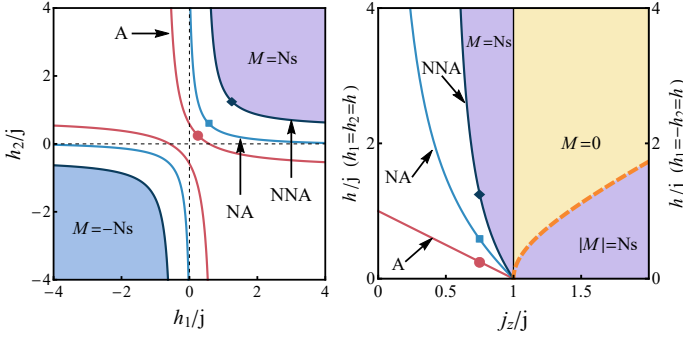 4
2
0
−2
−4
−4
−2
0
2
4
h₂/j
h₁/j
A
M=Ns
NA
NNA
M=−Ns
4
2
0
0
0.5
1
1.5
h/j (h₁=h₂=h)
j_z/j
M=Ns
NNA
NA
A
M=0
|M|=Ns
4
2
0
h/j (h₁=-h₂=h)